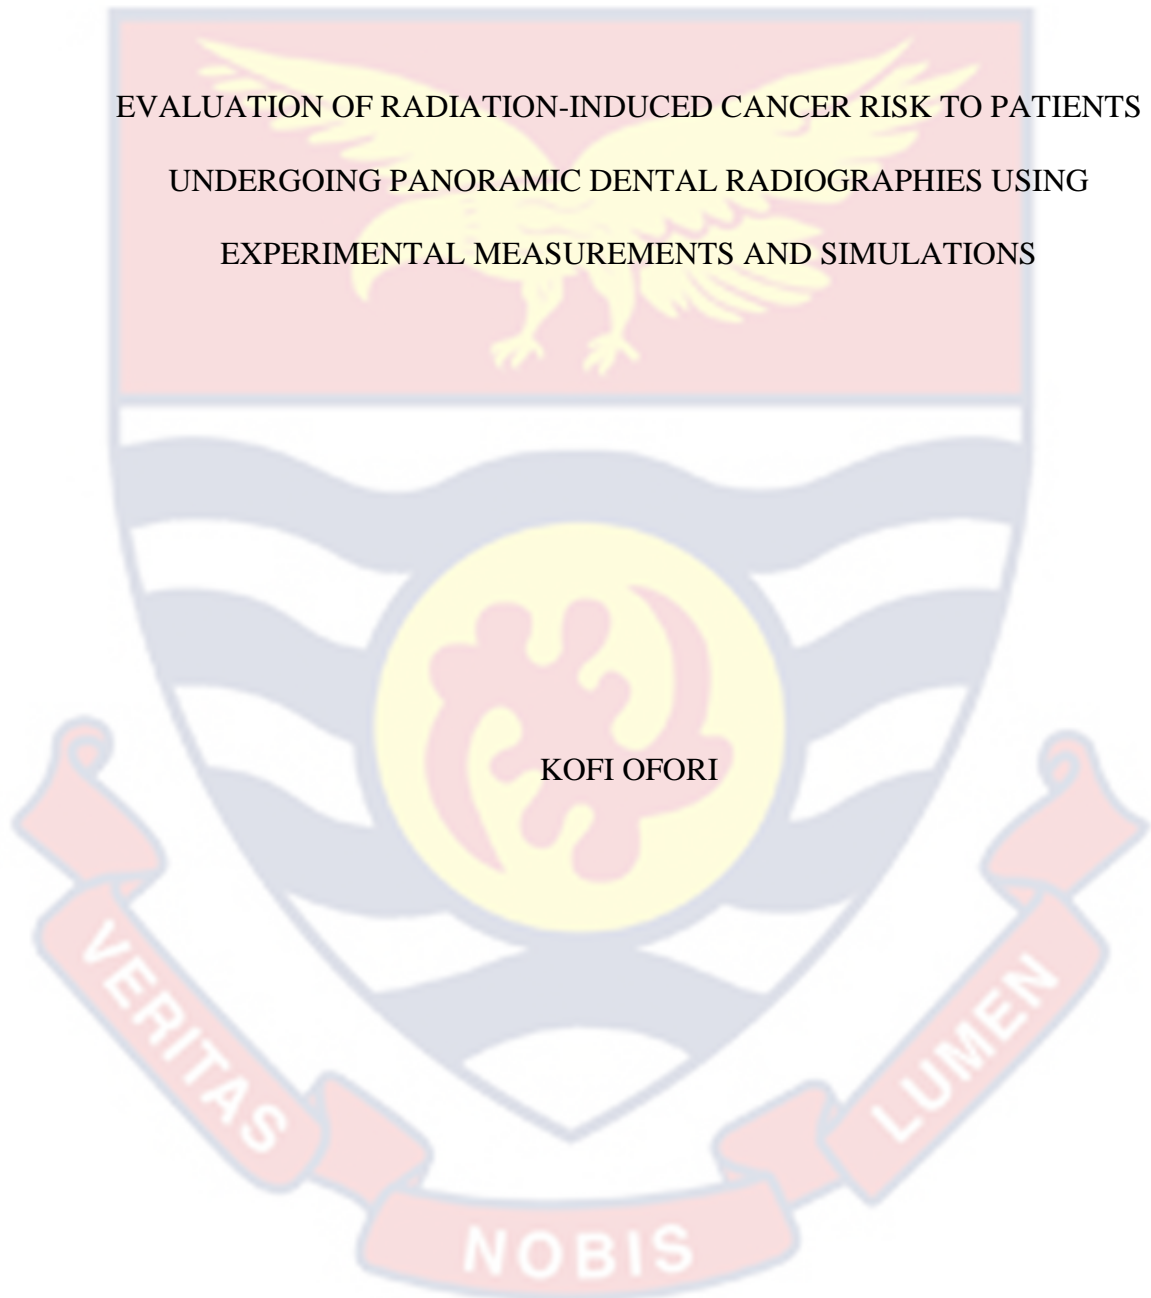 EVALUATION OF RADIATION-INDUCED CANCER RISK TO PATIENTS
UNDERGOING PANORAMIC DENTAL RADIOGRAPHIES USING
EXPERIMENTAL MEASUREMENTS AND SIMULATIONS
KOFI OFORI
VERITAS
NOBIS
LUMEN